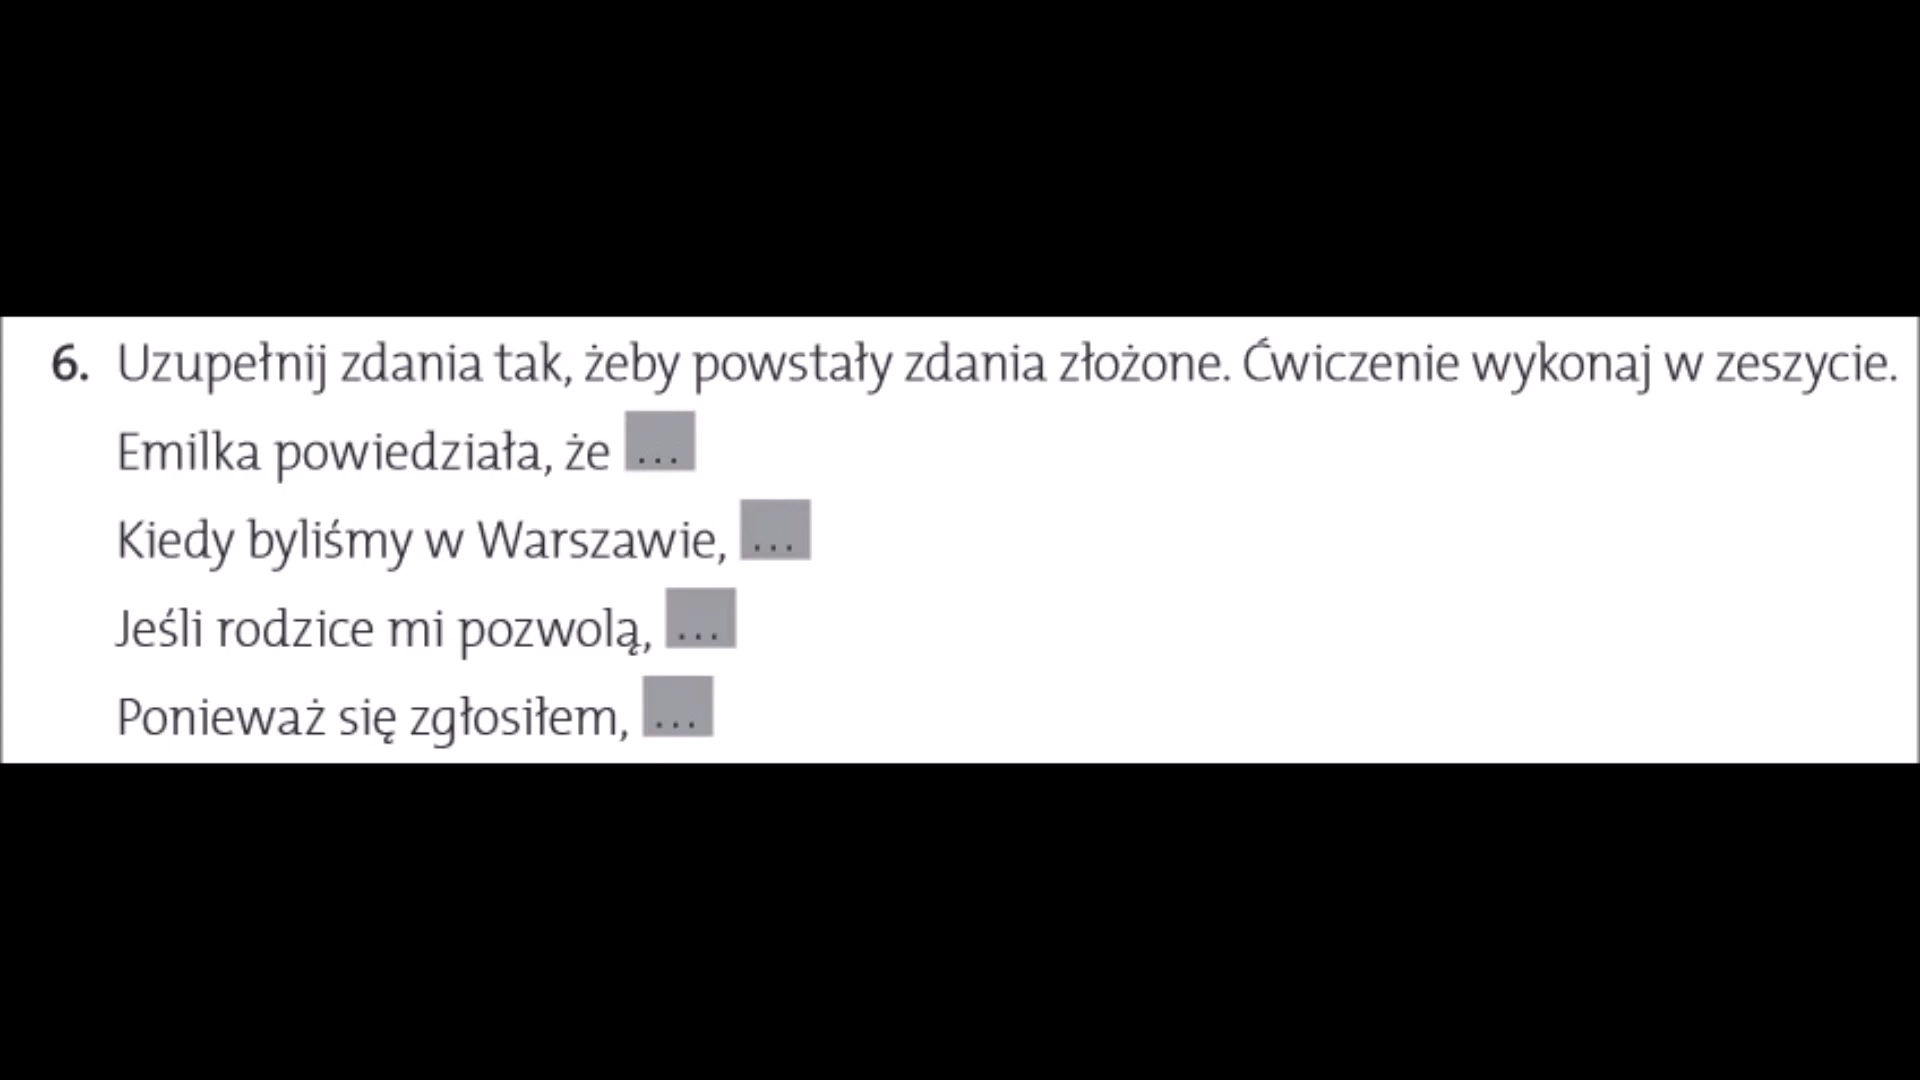 6. Uzupełnij zdania tak, żeby powstały zdania złożone. Ćwiczenie wykonaj w zeszycie.
Emilka powiedziała, że ...
Kiedy byliśmy w Warszawie, ...
Jeśli rodzice mi pozwolą, ...
Ponieważ się zgłosiłem, ...